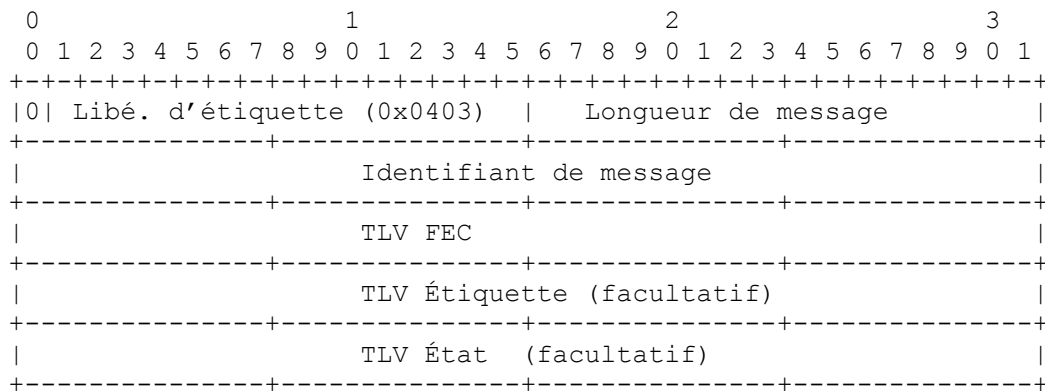 0                   1                   2                   3
0 1 2 3 4 5 6 7 8 9 0 1 2 3 4 5 6 7 8 9 0 1 2 3 4 5 6 7 8 9 0 1
+-+-+-+-+-+-+-+-+-+-+-+-+-+-+-+-+-+-+-+-+-+-+-+-+-+-+-+-+-+-+-+-+
|0| Libé. d’étiquette (0x0403)  |   Longueur de message         |
+---------------+---------------+---------------+---------------+
|                     Identifiant de message                    |
+---------------+---------------+---------------+---------------+
|                     TLV FEC                                   |
+---------------+---------------+---------------+---------------+
|                     TLV Étiquette (facultatif)                |
+---------------+---------------+---------------+---------------+
|                     TLV État  (facultatif)                    |
+---------------+---------------+---------------+---------------+